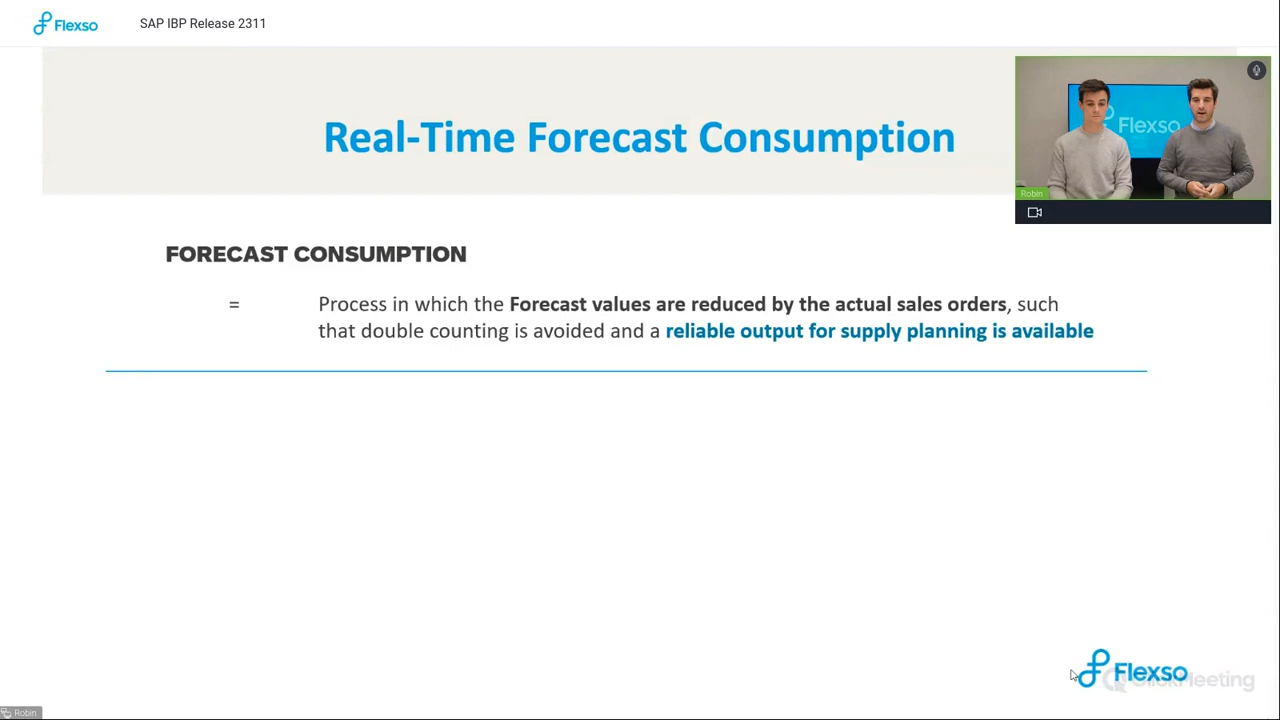 Flexso
SAP IBP Release 2311
Real-Time Forecast Consumption
Flexso
Robin
FORECAST CONSUMPTION
= Process in which the Forecast values are reduced by the actual sales orders, such
that double counting is avoided and a reliable output for supply planning is available
Flexso
ClickMeeting
Robin